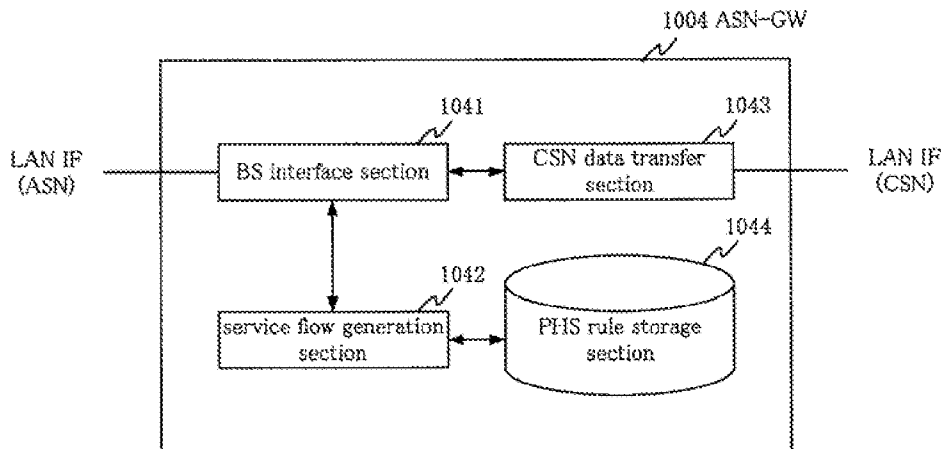 1004 ASN-GW
1041
1043
LAN IF
(ASN)
BS interface section
CSN data transfer
section
LAN IF
(CSN)
1044
1042
service flow generation
section
PHS rule storage
section